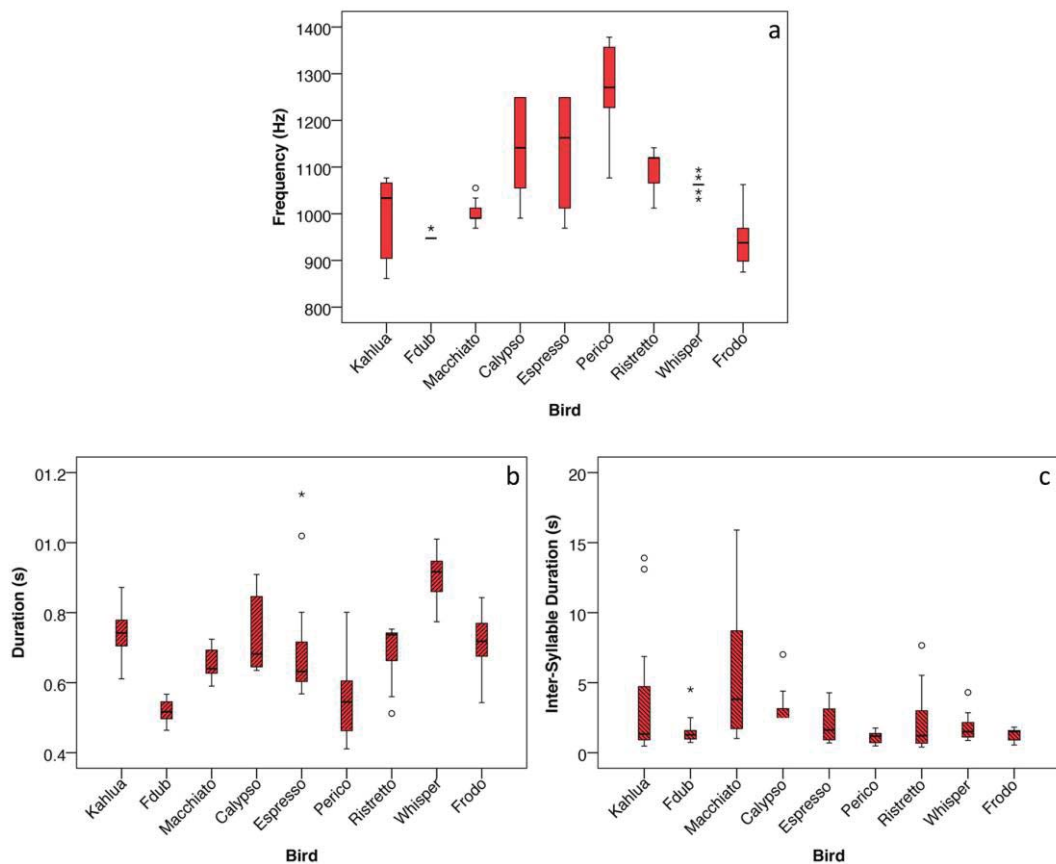 a
Frequency (Hz)
1400
1300
1200
1100
1000
900
800
Kahlua
Fdub
Macchiato
Calypso
Espresso
Perico
Ristretto
Whisper
Frodo
Bird
b
Duration (s)
01.2
01.0
0.8
0.6
0.4
Kahlua
Fdub
Macchiato
Calypso
Espresso
Perico
Ristretto
Whisper
Frodo
Bird
c
Inter-Syllable Duration (s)
20
15
10
5
0
Kahlua
Fdub
Macchiato
Calypso
Espresso
Perico
Ristretto
Whisper
Frodo
Bird